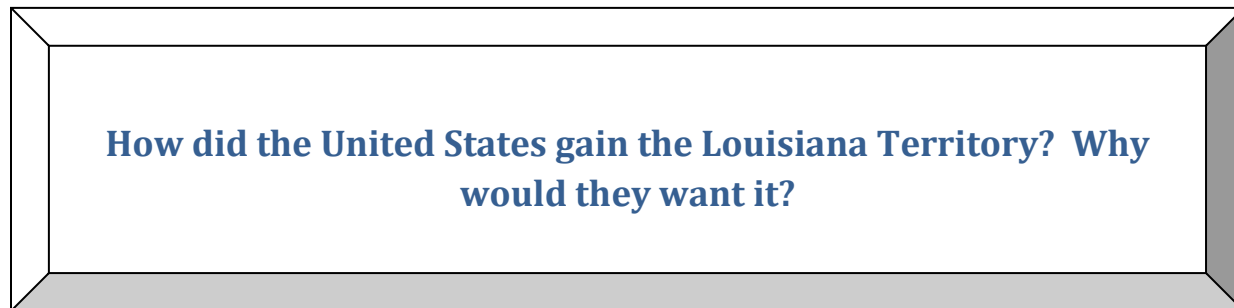 How did the United States gain the Louisiana Territory?  Why
would they want it?